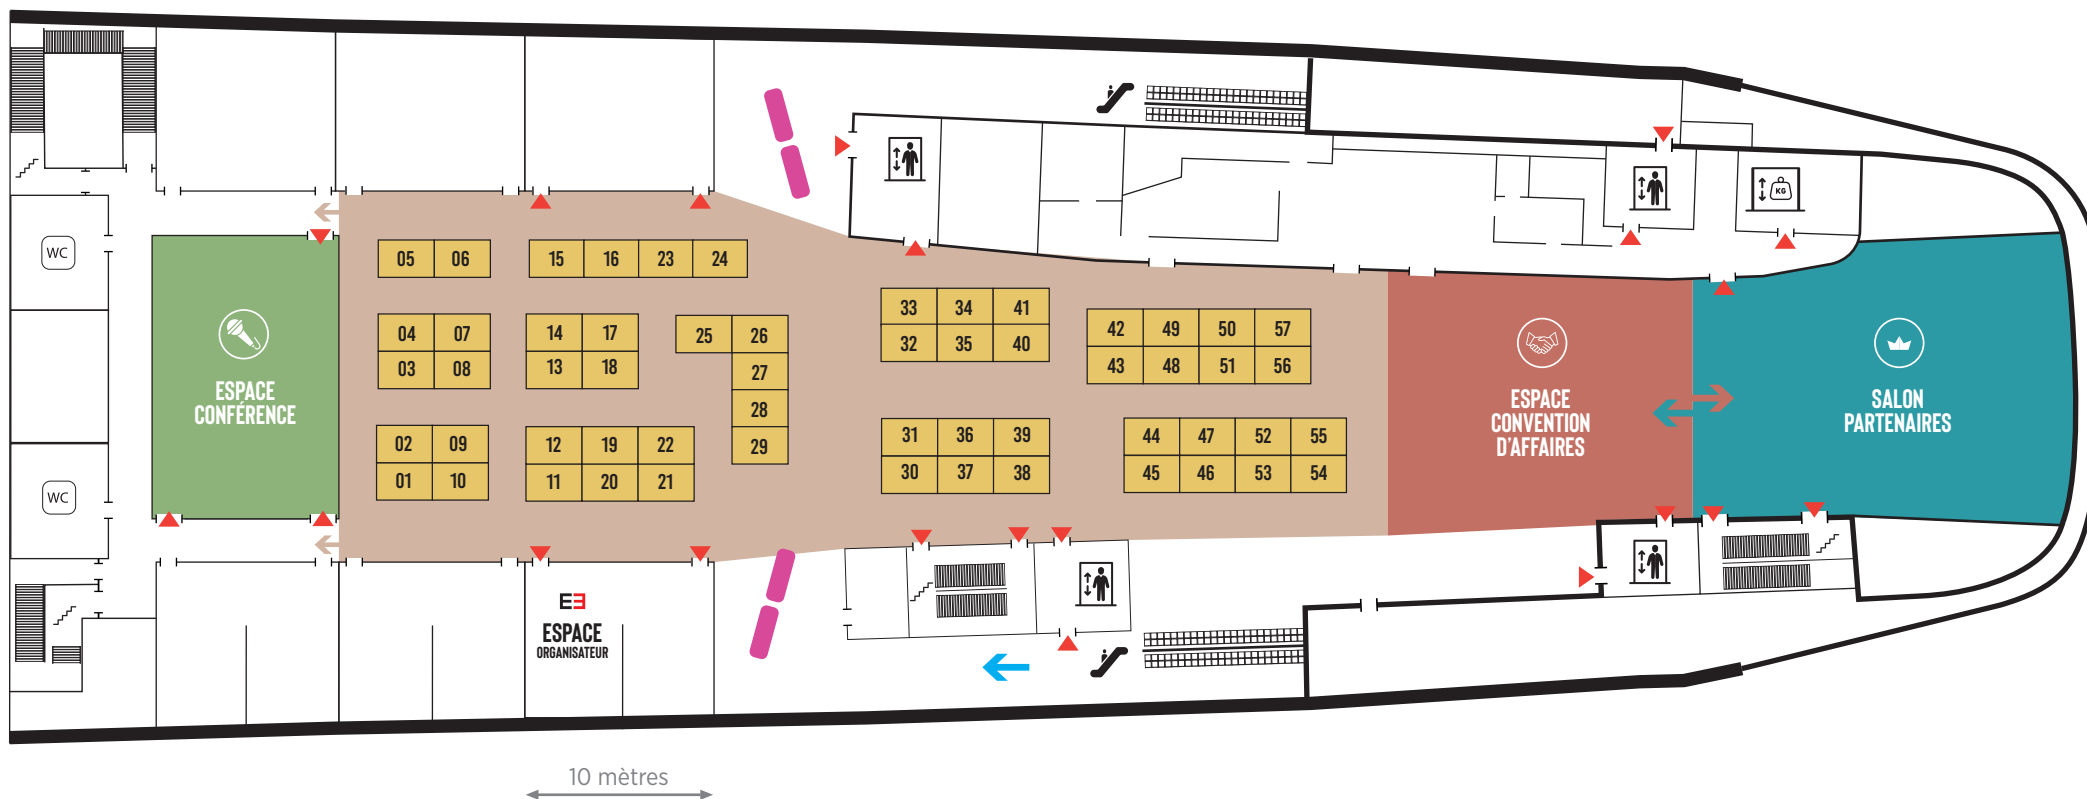 KG
WC
05 06
15 16 23 24
33 34 41
32 35 40
04 07
03 08
14 17
13 18
25 26
27
28
29
42 49 50 57
43 48 51 56
ESPACE
CONFÉRENCE
ESPACE
CONVENTION
D'AFFAIRES
SALON
PARTENAIRES
02 09
01 10
12 19 22
11 20 21
31 36 39
30 37 38
44 47 52 55
45 46 53 54
WC
EE
ESPACE
ORGANISATEUR
10 mètres